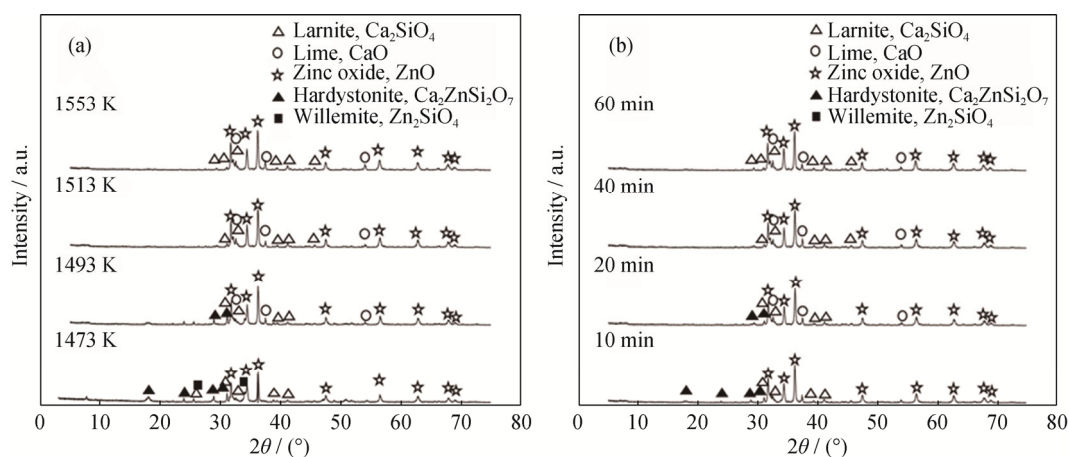 (a)
△ Larnite, Ca₂SiO₄
○ Lime, CaO
☆ Zinc oxide, ZnO
▲ Hardystonite, Ca₂ZnSi₂O₇
■ Willemite, Zn₂SiO₄
1553 K
1513 K
1493 K
1473 K
Intensity / a.u.
0 10 20 30 40 50 60 70 80
2θ / (°)
(b)
△ Larnite, Ca₂SiO₄
○ Lime, CaO
☆ Zinc oxide, ZnO
▲ Hardystonite, Ca₂ZnSi₂O₇
■ Willemite, Zn₂SiO₄
60 min
40 min
20 min
10 min
Intensity / a.u.
0 10 20 30 40 50 60 70 80
2θ / (°)